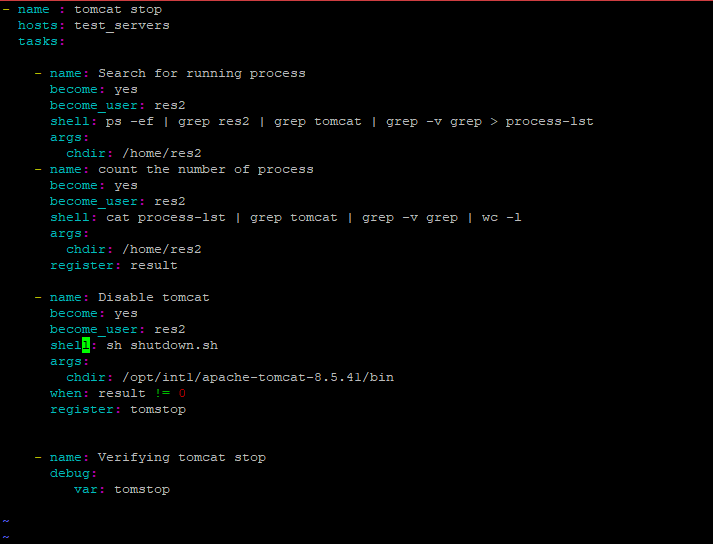 - name : tomcat stop
  hosts: test_servers
  tasks:

    - name: Search for running process
      become: yes
      become_user: res2
      shell: ps -ef | grep res2 | grep tomcat | grep -v grep > process-lst
      args:
        chdir: /home/res2
    - name: count the number of process
      become: yes
      become_user: res2
      shell: cat process-lst | grep tomcat | grep -v grep | wc -l
      args:
        chdir: /home/res2
      register: result

    - name: Disable tomcat
      become: yes
      become_user: res2
      shell: sh shutdown.sh
      args:
        chdir: /opt/int1/apache-tomcat-8.5.41/bin
      when: result != 0
      register: tomstop


    - name: Verifying tomcat stop
      debug:
         var: tomstop

~
~